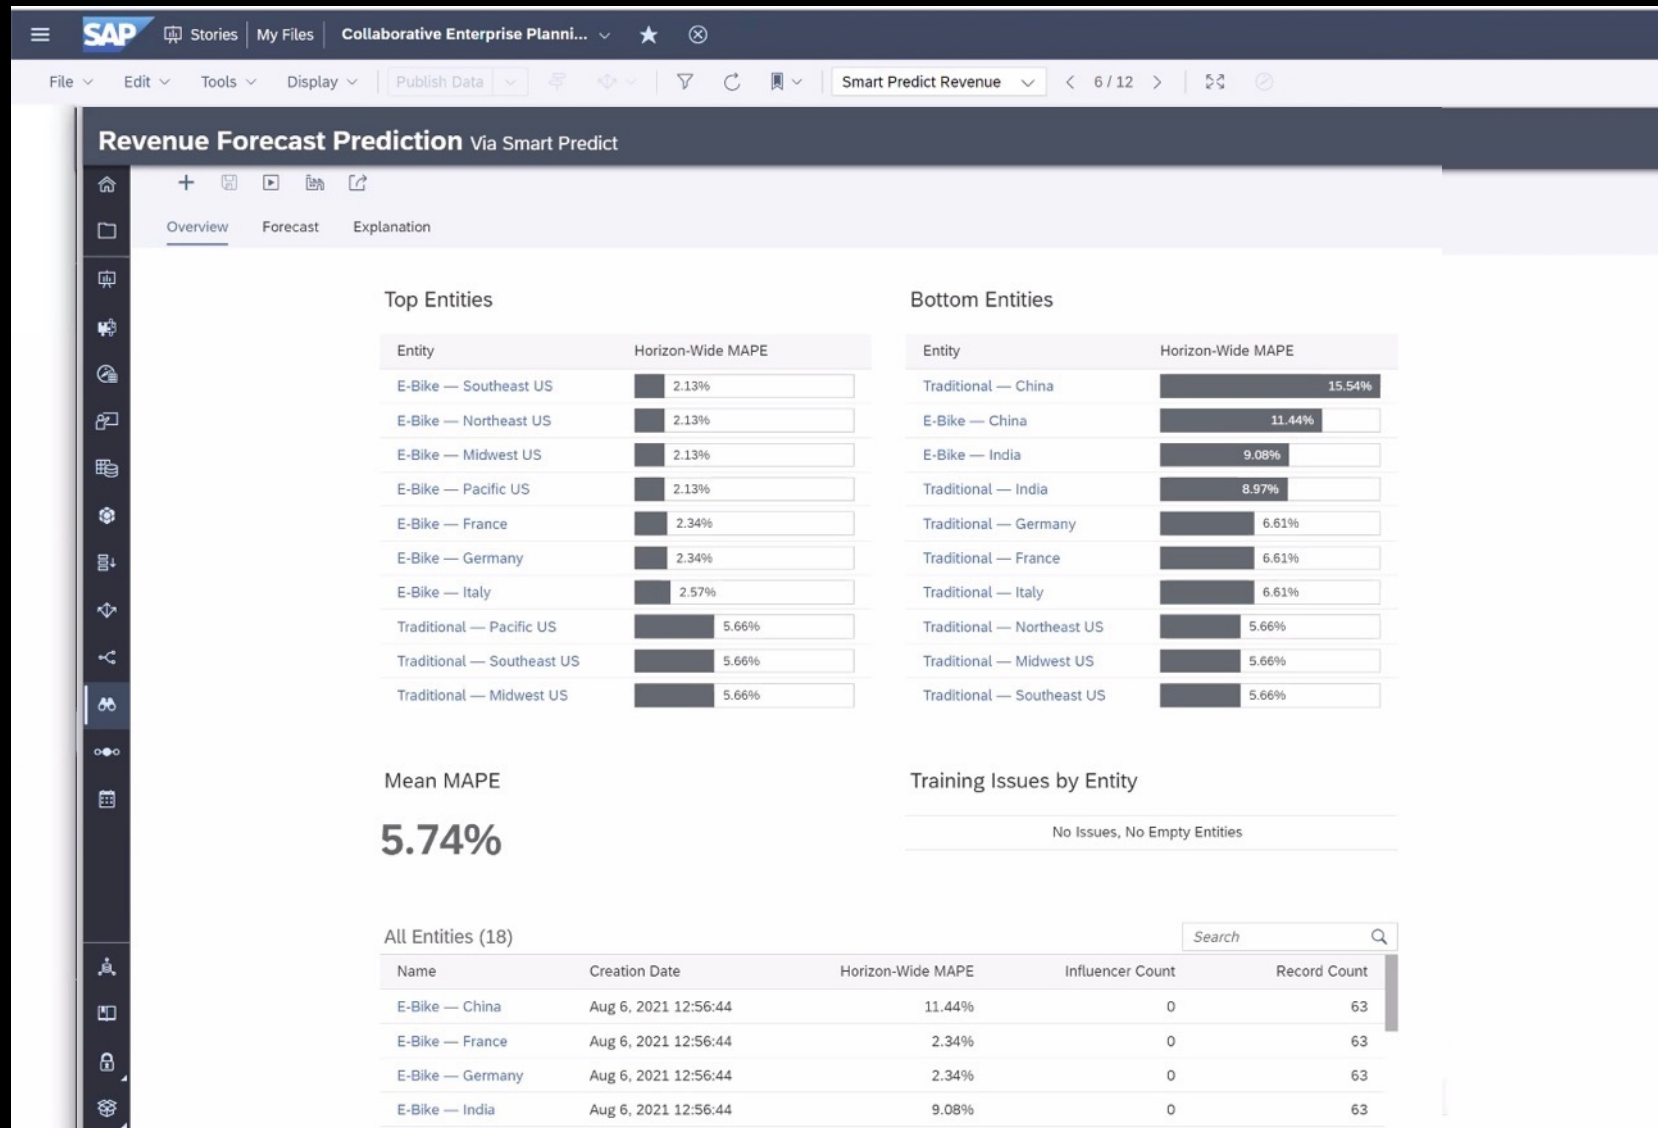 SAP Stories My Files Collaborative Enterprise Planni...
File Edit Tools Display Publish Data Smart Predict Revenue 6 / 12
Revenue Forecast Prediction Via Smart Predict
Overview Forecast Explanation
Top Entities
Entity Horizon-Wide MAPE
E-Bike — Southeast US 2.13%
E-Bike — Northeast US 2.13%
E-Bike — Midwest US 2.13%
E-Bike — Pacific US 2.13%
E-Bike — France 2.34%
E-Bike — Germany 2.34%
E-Bike — Italy 2.57%
Traditional — Pacific US 5.66%
Traditional — Southeast US 5.66%
Traditional — Midwest US 5.66%
Bottom Entities
Entity Horizon-Wide MAPE
Traditional — China 15.54%
E-Bike — China 11.44%
E-Bike — India 9.08%
Traditional — India 8.97%
Traditional — Germany 6.61%
Traditional — France 6.61%
Traditional — Italy 6.61%
Traditional — Northeast US 5.66%
Traditional — Midwest US 5.66%
Traditional — Southeast US 5.66%
Mean MAPE
5.74%
Training Issues by Entity
No Issues, No Empty Entities
All Entities (18) Search
Name Creation Date Horizon-Wide MAPE Influencer Count Record Count
E-Bike — China Aug 6, 2021 12:56:44 11.44% 0 63
E-Bike — France Aug 6, 2021 12:56:44 2.34% 0 63
E-Bike — Germany Aug 6, 2021 12:56:44 2.34% 0 63
E-Bike — India Aug 6, 2021 12:56:44 9.08% 0 63